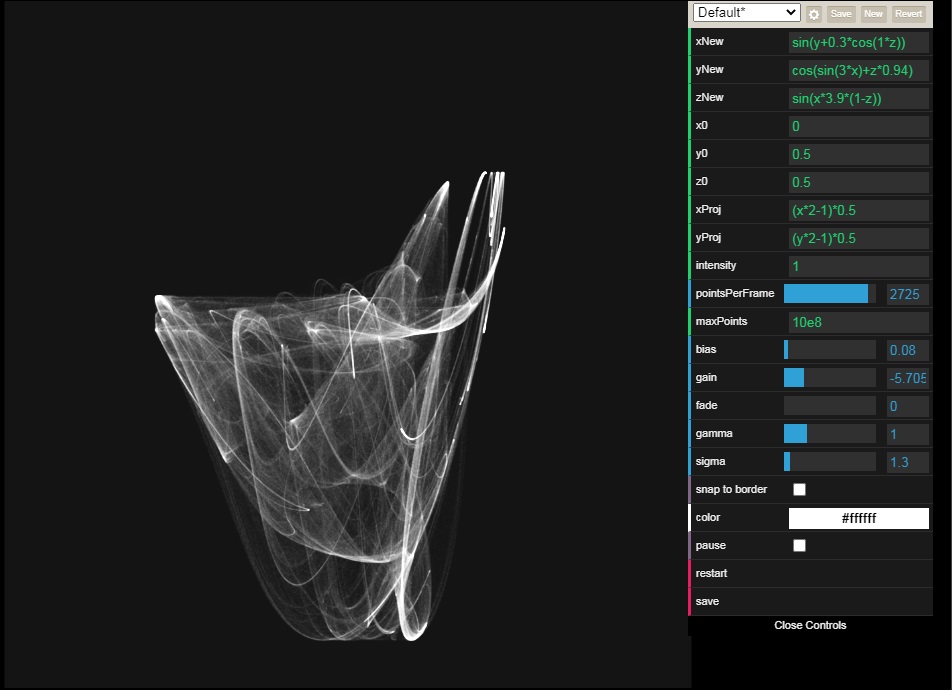 Default*
Save
New
Revert
xNew sin(y+0.3*cos(1*z))
yNew cos(sin(3*x)+z*0.94)
zNew sin(x*3.9*(1-z))
x0 0
y0 0.5
z0 0.5
xProj (x*2-1)*0.5
yProj (y*2-1)*0.5
intensity 1
pointsPerFrame 2725
maxPoints 10e8
bias 0.08
gain -5.705
fade 0
gamma 1
sigma 1.3
snap to border
color #ffffff
pause
restart
save
Close Controls